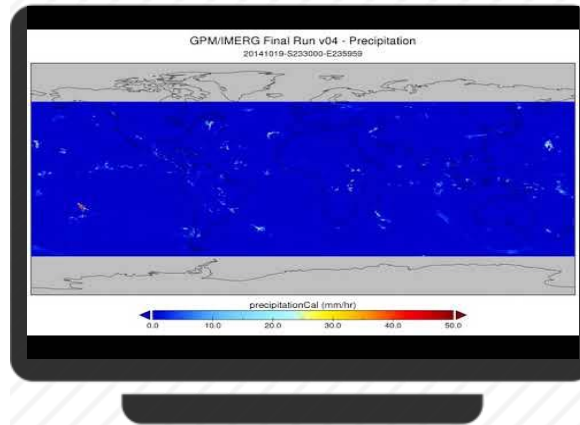 GPM/IMERG Final Run v04 - Precipitation
20141019-S233000-E235959
precipitationCal (mm/hr)
0.0 10.0 20.0 30.0 40.0 50.0